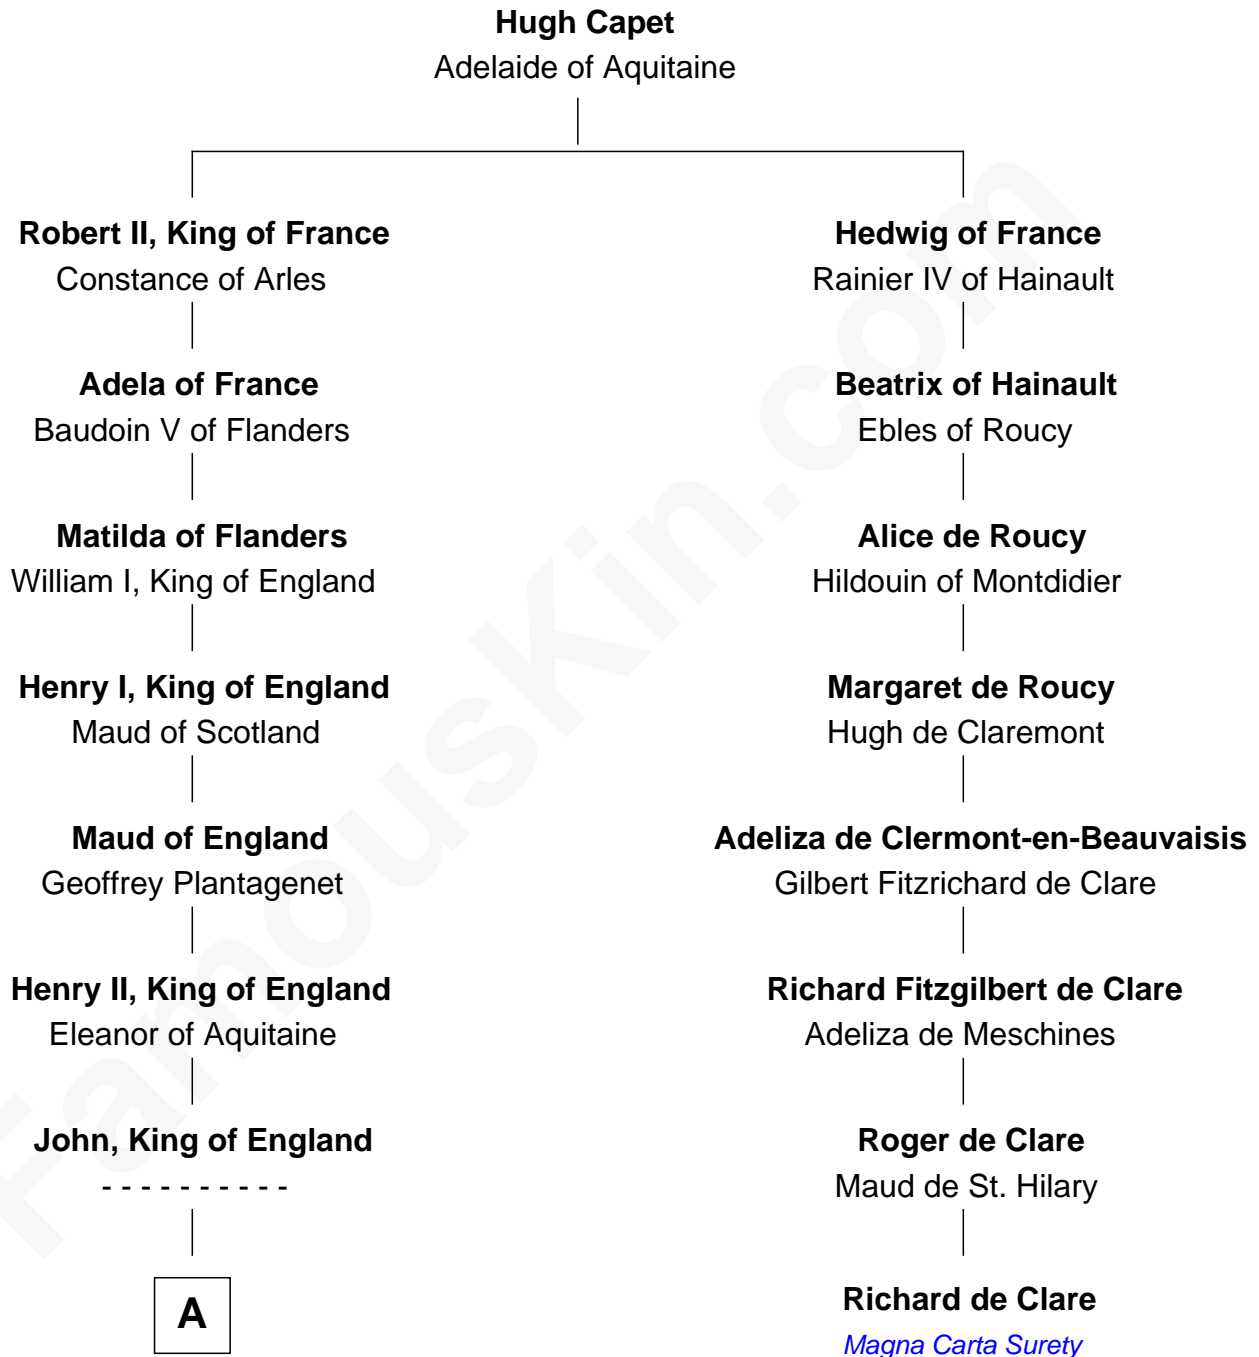 Hugh Capet
Adelaide of Aquitaine
Robert II, King of France
Constance of Arles
Hedwig of France
Rainier IV of Hainault
Adela of France
Baudoin V of Flanders
Beatrix of Hainault
Ebles of Roucy
Matilda of Flanders
William I, King of England
Alice de Roucy
Hildouin of Montdidier
Henry I, King of England
Maud of Scotland
Margaret de Roucy
Hugh de Claremont
Maud of England
Geoffrey Plantagenet
Adeliza de Clermont-en-Beauvaisis
Gilbert Fitzrichard de Clare
Henry II, King of England
Eleanor of Aquitaine
Richard Fitzgilbert de Clare
Adeliza de Meschines
John, King of England
- - - - - - - - - -
Roger de Clare
Maud de St. Hilary
A
Richard de Clare
Magna Carta Surety
FamousKin.com